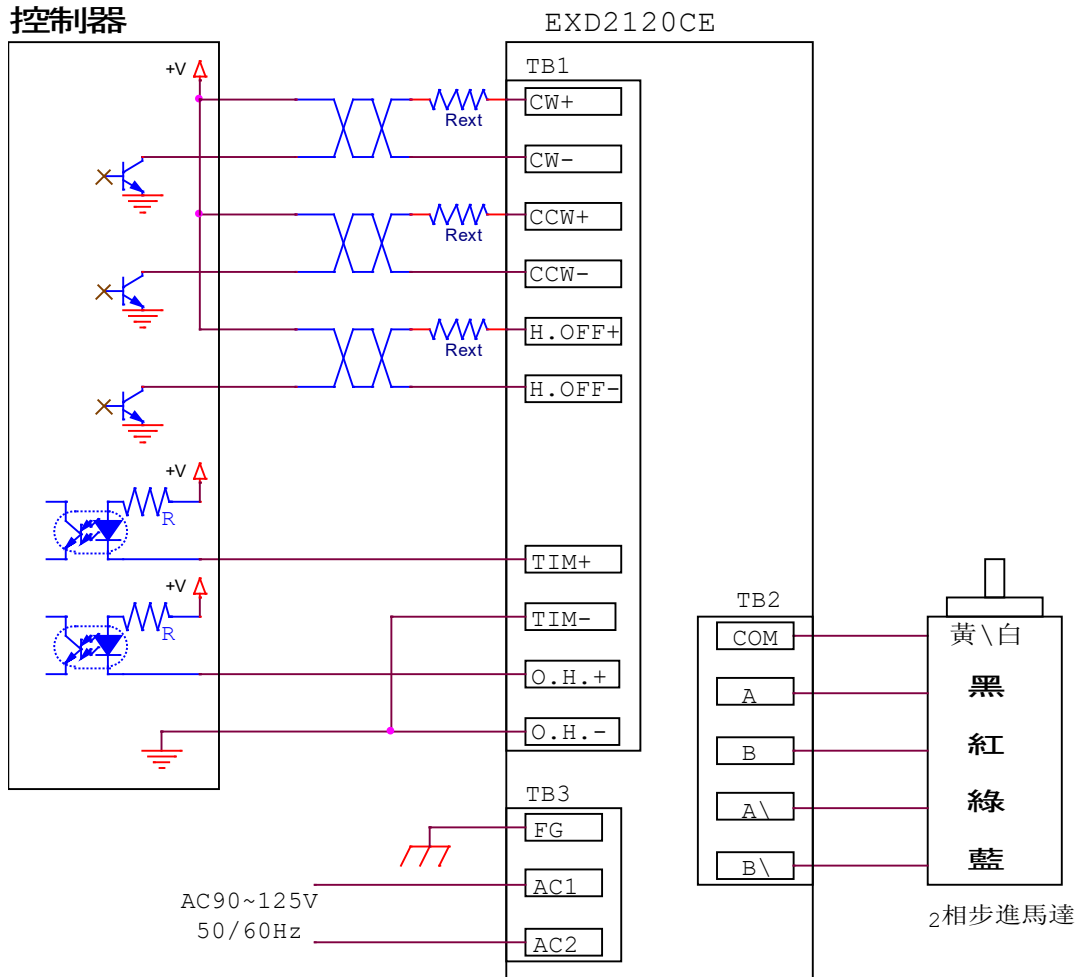 控制器
EXD2120CE
TB1
+V
CW+
Rext
CW-
CCW+
Rext
CCW-
H.OFF+
Rext
H.OFF-
+V
R
TIM+
+V
TIM-
R
O.H.+
O.H.-
TB2
COM
黃\白
A
黑
B
紅
A\
綠
B\
藍
2相步進馬達
TB3
FG
AC1
AC90~125V
50/60Hz
AC2